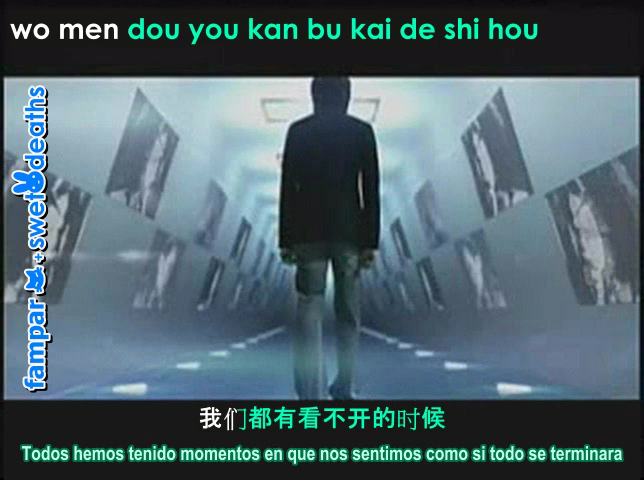 wo men dou you kan bu kai de shi hou
fampar +swet deaths
我们都有看不开的时候
Todos hemos tenido momentos en que nos sentimos como si todo se terminara